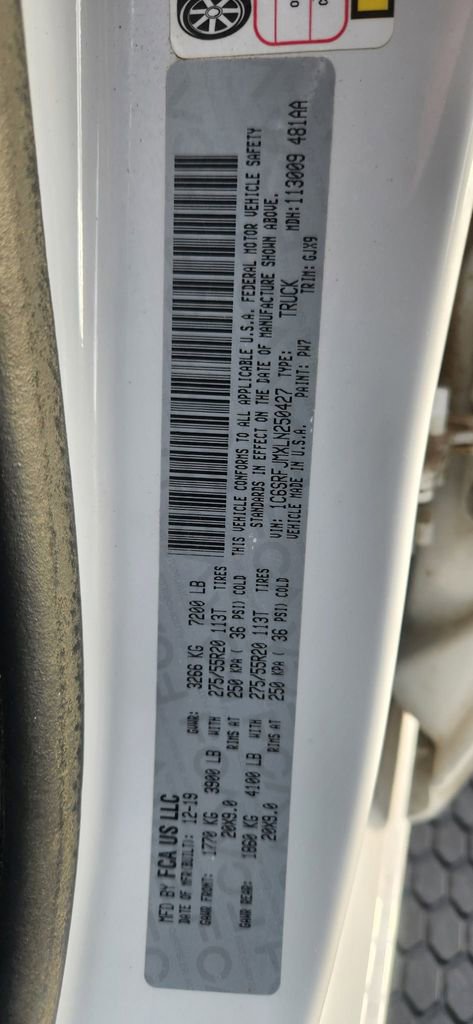 MFD BY FCA US LLC
DATE OF MFR(BUILT): 12-19 GVWR: 3266 KG 7200 LB
GAWR FRONT: 1770 KG 3900 LB WITH 275/55R20 113T TIRES
20X9.0 RIMS AT 250 KPA ( 36 PSI) COLD
GAWR REAR: 1860 KG 4100 LB WITH 275/55R20 113T TIRES
20X9.0 RIMS AT 250 KPA ( 36 PSI) COLD
THIS VEHICLE CONFORMS TO ALL APPLICABLE U.S.A. FEDERAL MOTOR VEHICLE SAFETY
STANDARDS IN EFFECT ON THE DATE OF MANUFACTURE SHOWN ABOVE.
VIN: 1C6SRFJMXLN250427 TYPE: TRUCK MDH:113009 481AA
VEHICLE MADE IN U.S.A. PAINT: PW7 TRIM: GJX9